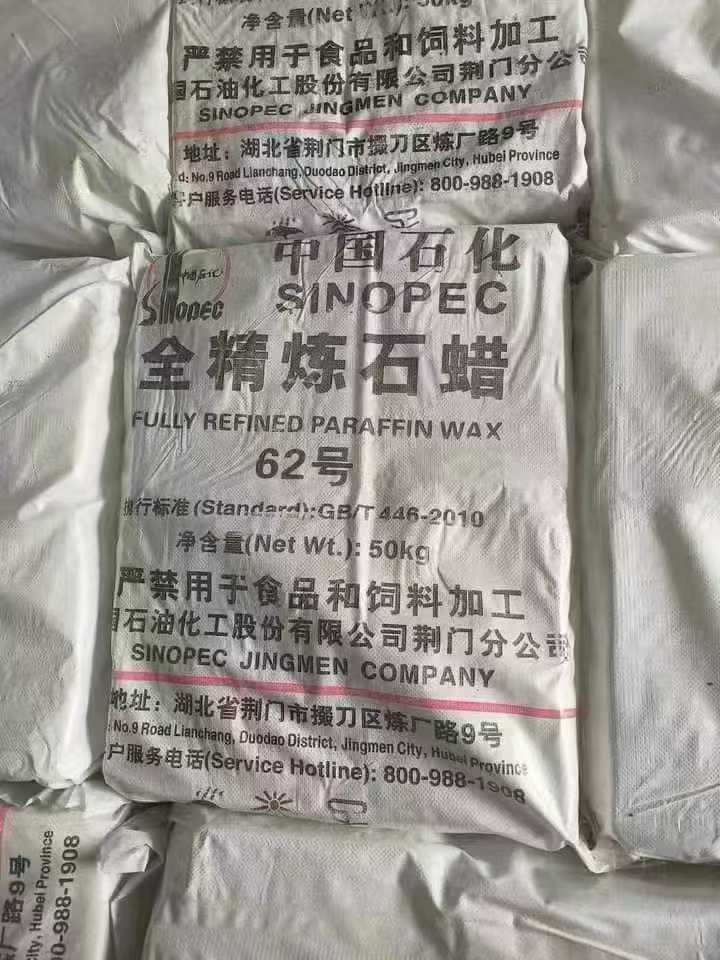 净含量(Net Wt.): 50kg
严禁用于食品和饲料加工
国石油化工股份有限公司荆门分公
SINOPEC JINGMEN COMPANY
地址：湖北省荆门市掇刀区炼厂路9号
d: No.9 Road Lianchang, Duodao District, Jingmen City, Hubei Province
客户服务电话(Service Hotline): 800-988-1908
中国石化
Sinopec
中国石化
SINOPEC
全精炼石蜡
FULLY REFINED PARAFFIN WAX
62号
执行标准(Standard):GB/T 446-2010
净含量(Net Wt.): 50kg
严禁用于食品和饲料加工
国石油化工股份有限公司荆门分公司
SINOPEC JINGMEN COMPANY
地址：湖北省荆门市掇刀区炼厂路9号
: No.9 Road Lianchang, Duodao District, Jingmen City, Hubei Province
户服务电话(Service Hotline): 800-988-1908
厂路9号
ity, Hubei Province
00-988-1908